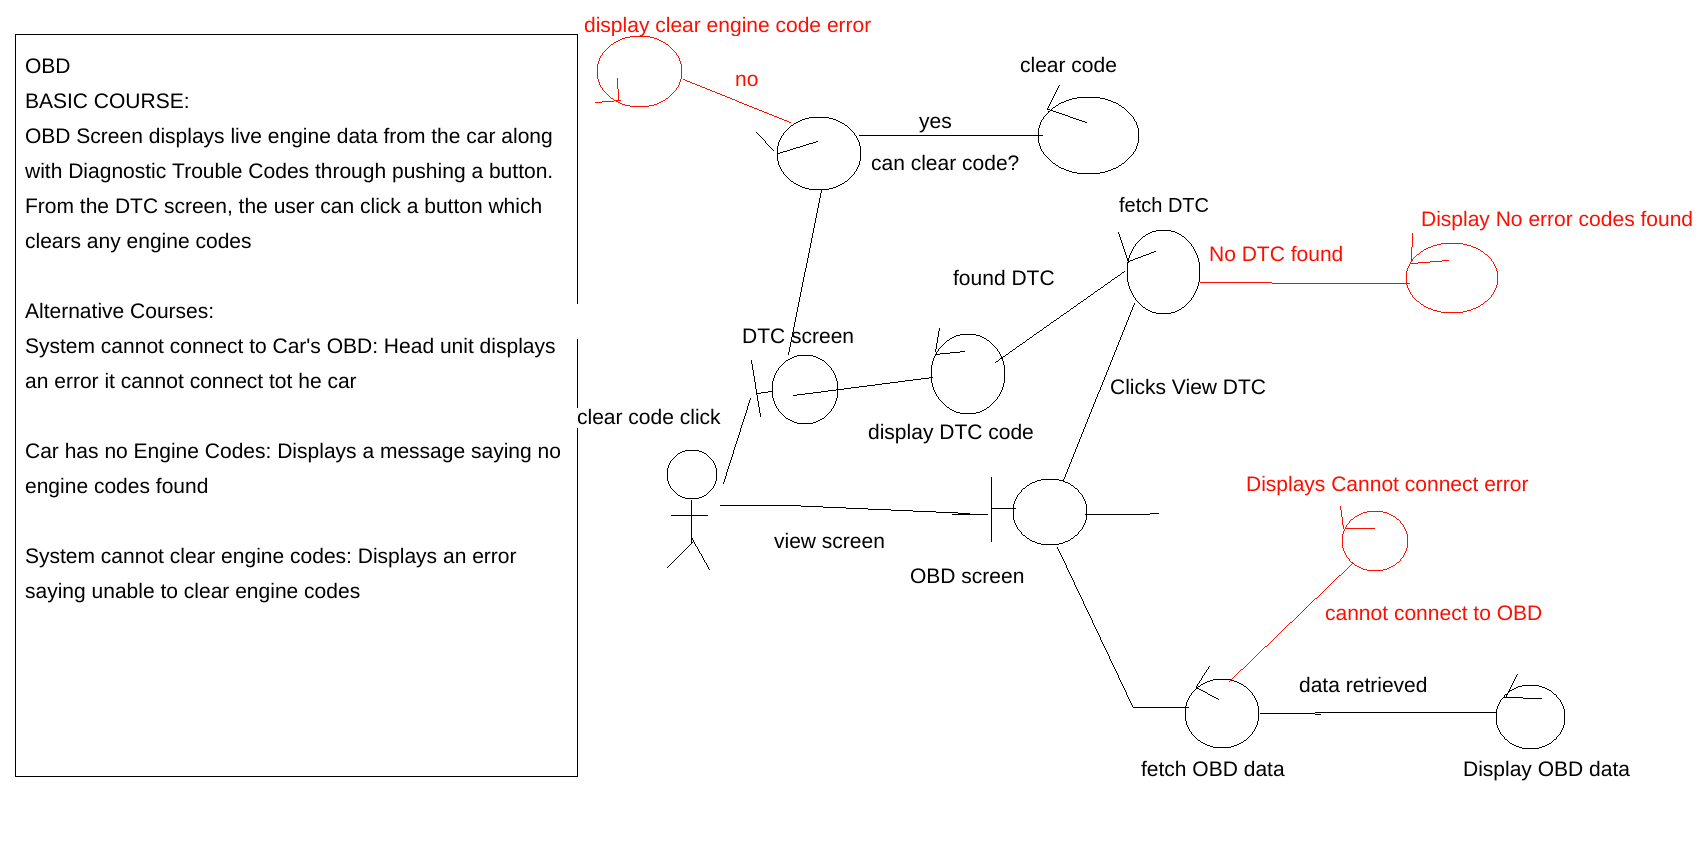 OBD
BASIC COURSE:
OBD Screen displays live engine data from the car along
with Diagnostic Trouble Codes through pushing a button.
From the DTC screen, the user can click a button which
clears any engine codes
Alternative Courses:
System cannot connect to Car's OBD: Head unit displays
an error it cannot connect tot he car
Car has no Engine Codes: Displays a message saying no
engine codes found
System cannot clear engine codes: Displays an error
saying unable to clear engine codes
display clear engine code error
no
clear code
yes
can clear code?
fetch DTC
Display No error codes found
No DTC found
found DTC
DTC screen
Clicks View DTC
clear code click
display DTC code
Displays Cannot connect error
view screen
OBD screen
cannot connect to OBD
data retrieved
fetch OBD data
Display OBD data